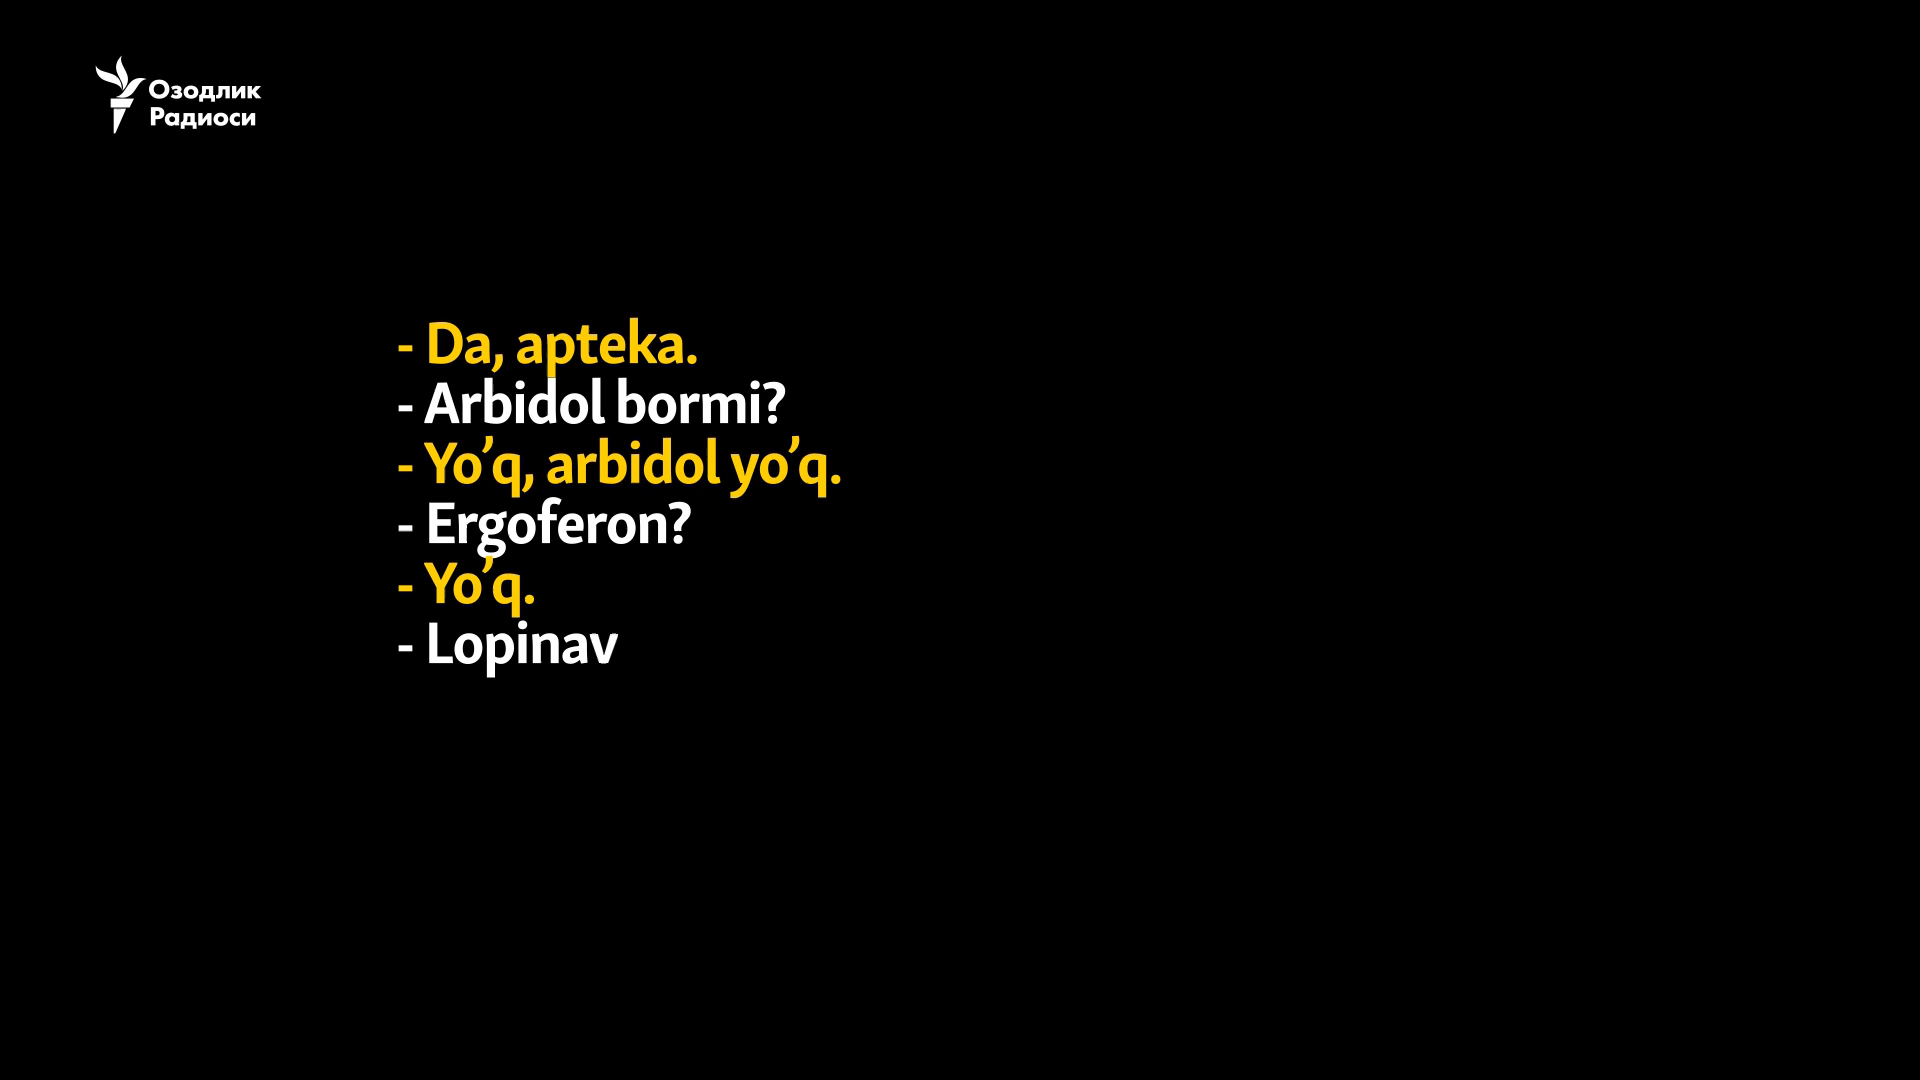 Озодлик
Радиоси
- Da, apteka.
- Arbidol bormi?
- Yo’q, arbidol yo’q.
- Ergoferon?
- Yo’q.
- Lopinav